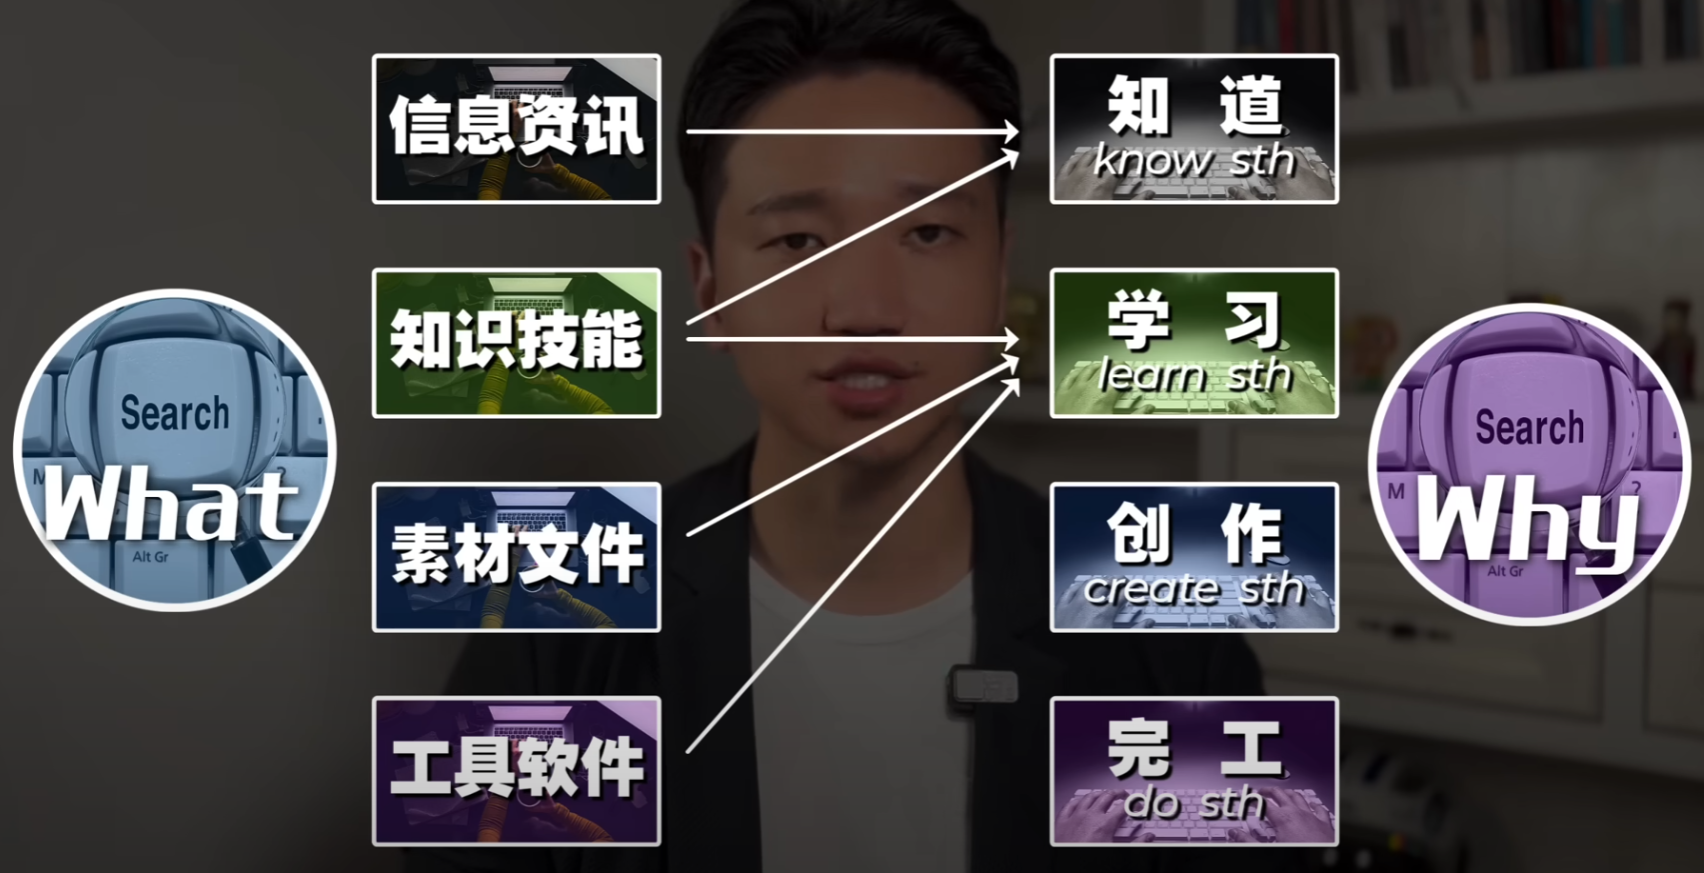 信息资讯
知识技能
素材文件
工具软件
知 道
know sth
学 习
learn sth
创 作
create sth
完 工
do sth
Search
M
?
What
Alt Gr
Search
M
?
Why
Alt Gr